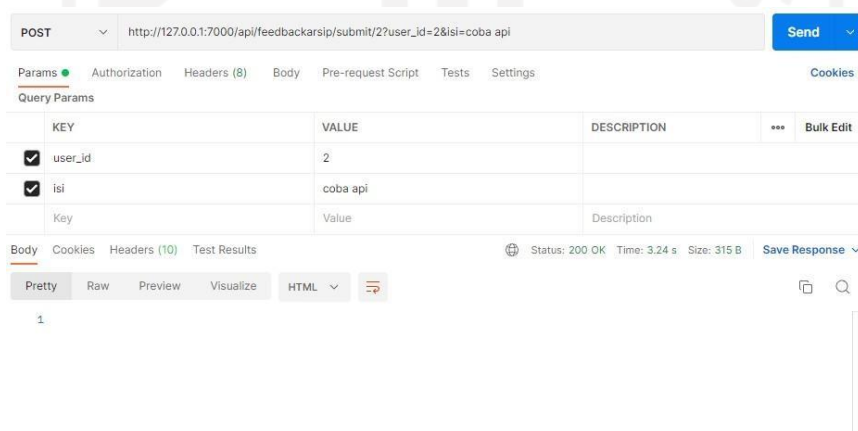 POST http://127.0.0.1:7000/api/feedbackarsip/submit/2?user_id=2&isi=coba api Send
Params Authorization Headers (8) Body Pre-request Script Tests Settings Cookies
Query Params
KEY VALUE DESCRIPTION ooo Bulk Edit
user_id 2
isi coba api
Key Value Description
Body Cookies Headers (10) Test Results Status: 200 OK Time: 3.24 s Size: 315 B Save Response
Pretty Raw Preview Visualize HTML
1